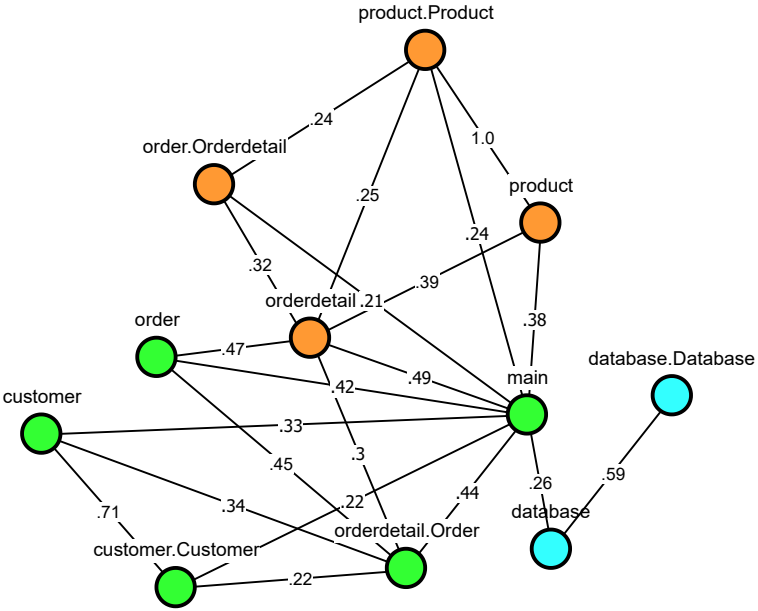 product.Product
.24
1.0
order.Orderdetail
product
.25
.24
.32
.39
orderdetail
.21
order
.38
.47
database.Database
.49
main
.42
customer
.33
.45
.3
.59
.26
.44
.34
.22
.71
database
orderdetail.Order
customer.Customer
.22